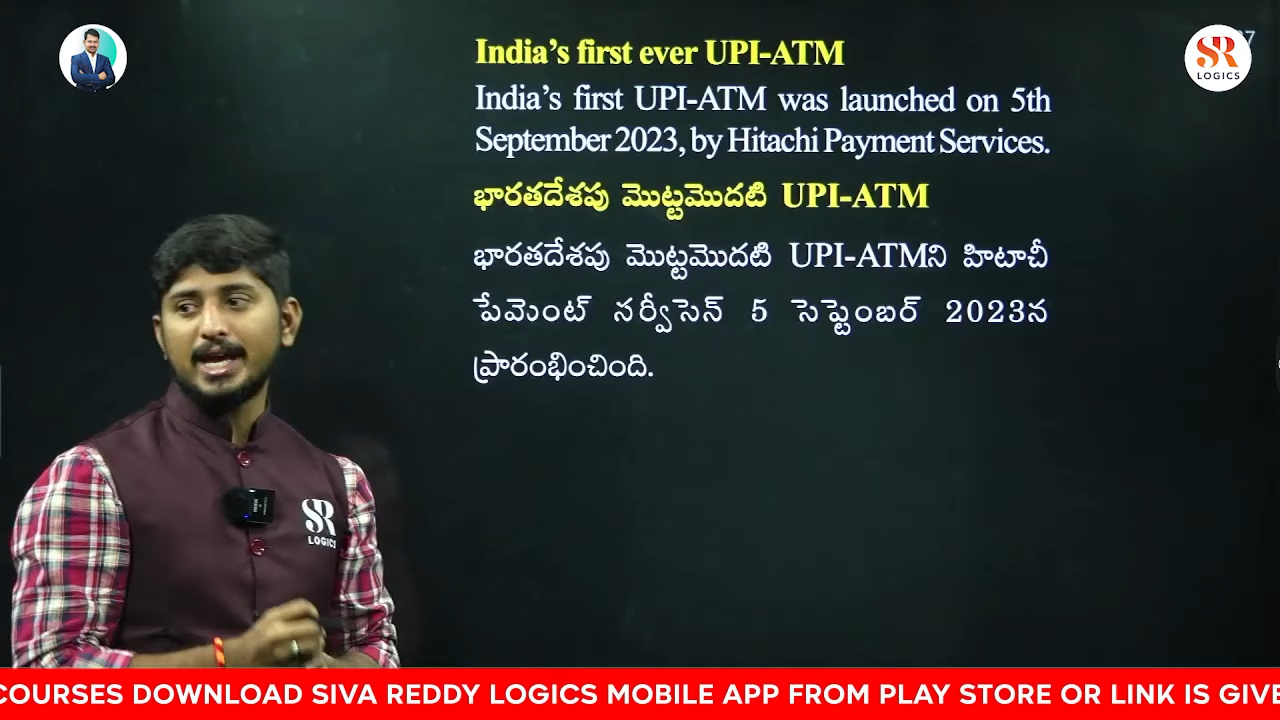 India's first ever UPI-ATM
India's first UPI-ATM was launched on 5th
September 2023, by Hitachi Payment Services.
భారతదేశపు మొట్టమొదటి UPI-ATM
భారతదేశపు మొట్టమొదటి UPI-ATMని హిటాచీ
పేమెంట్ నర్వీసెన్ 5 సెప్టెంబర్ 2023న
ప్రారంభించింది.
SR
LOGICS
SR
LOGICS
COURSES DOWNLOAD SIVA REDDY LOGICS MOBILE APP FROM PLAY STORE OR LINK IS GIVE